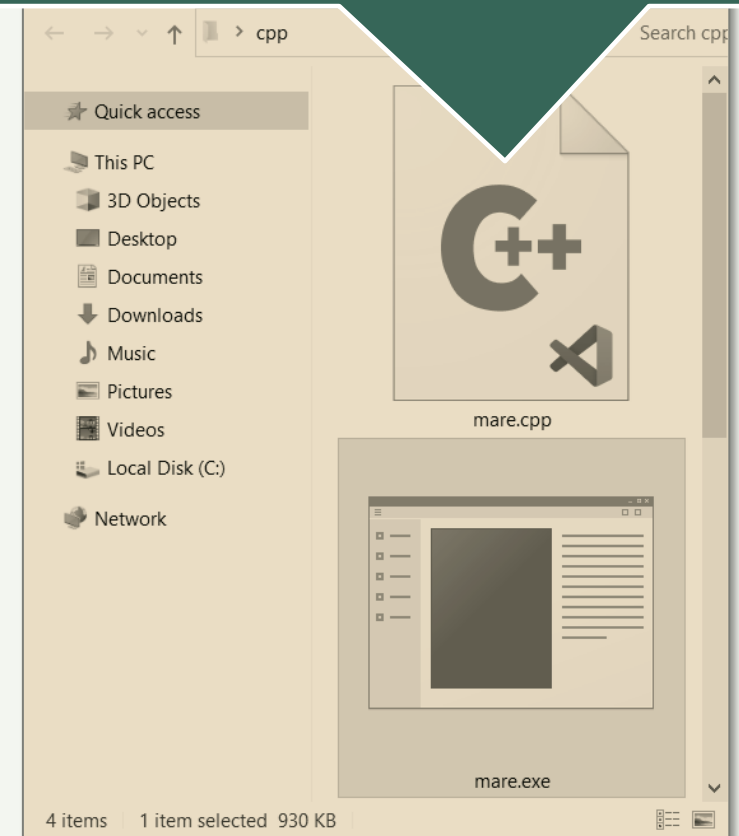 cpp
Search cpp
Quick access
This PC
3D Objects
Desktop
Documents
Downloads
Music
Pictures
Videos
Local Disk (C:)
Network
C++
mare.cpp
mare.exe
4 items 1 item selected 930 KB